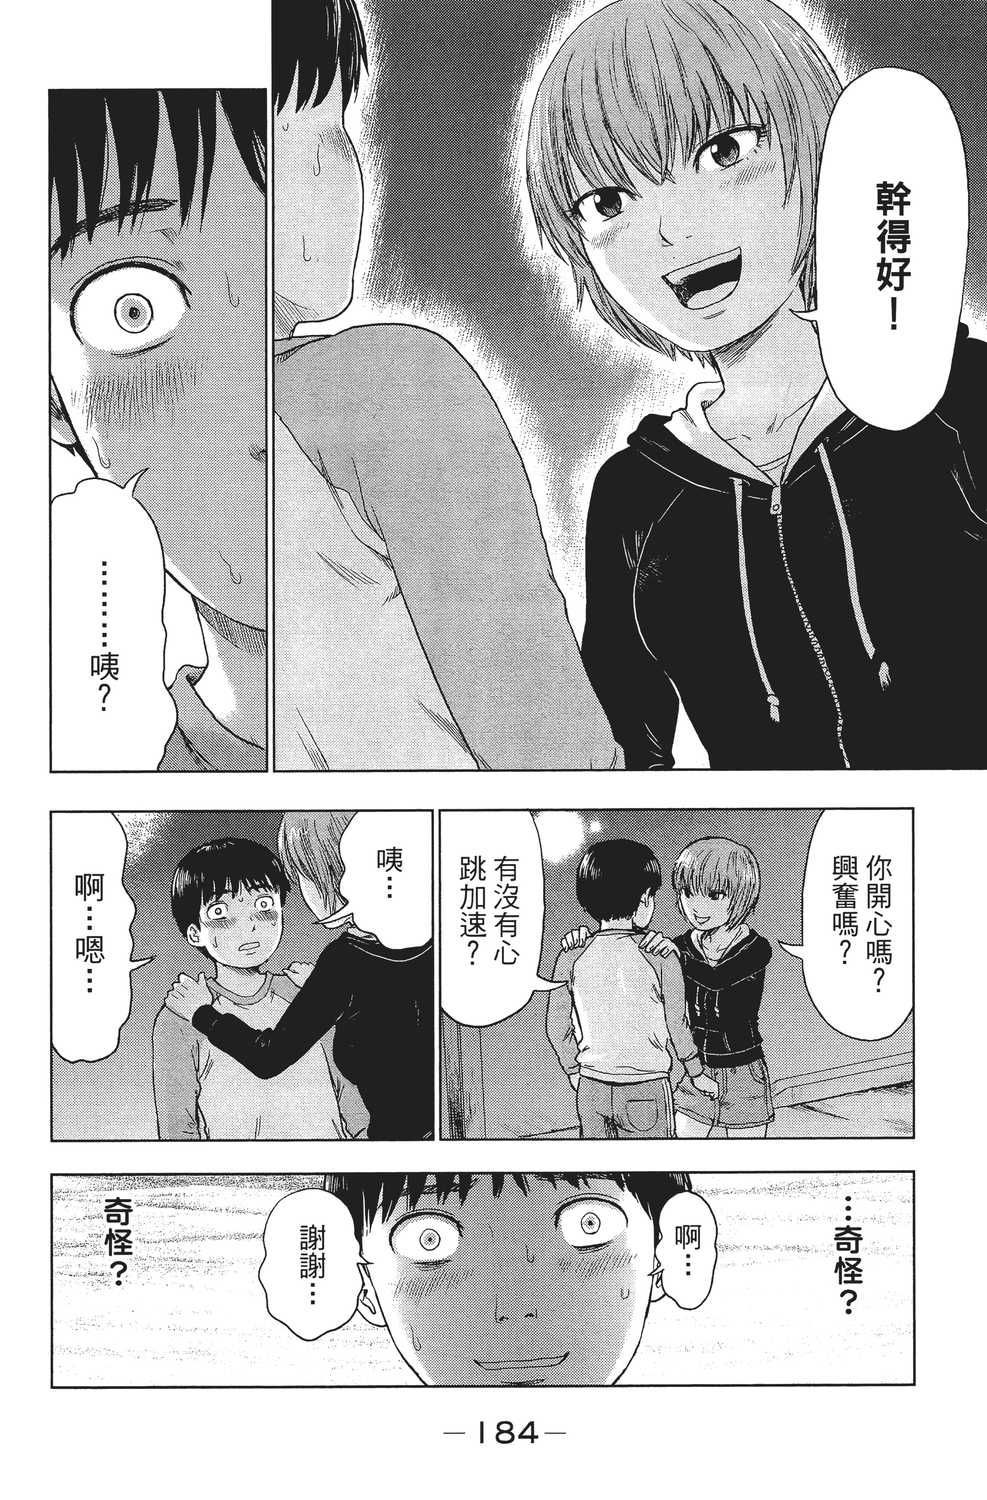 幹得好！
………咦？
你開心嗎？
興奮嗎？
有沒有心
跳加速？
咦…
啊…嗯…
…奇怪？
啊…
謝謝…
奇怪？
—184—